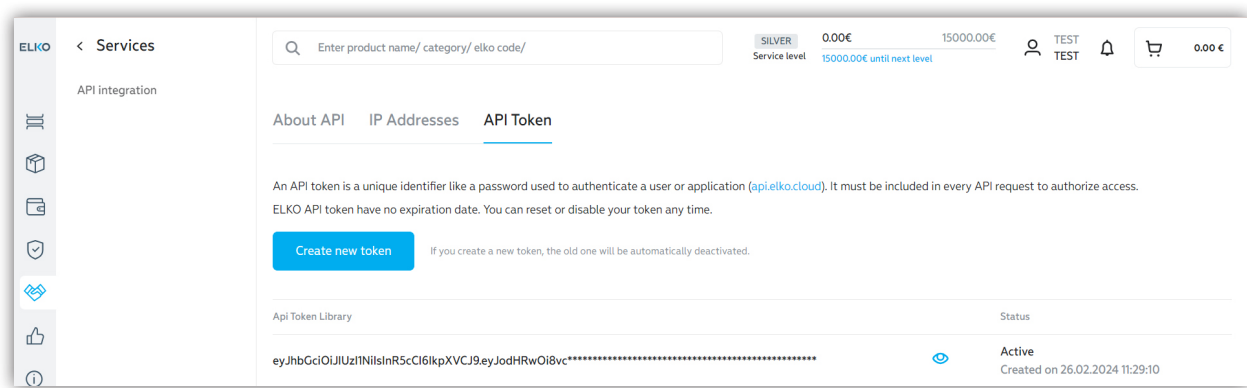 ELKO
Services
API integration
Enter product name/ category/ elko code/
SILVER
Service level
0.00€ 15000.00€
15000.00€ until next level
TEST
TEST
0.00 €
About API IP Addresses API Token
An API token is a unique identifier like a password used to authenticate a user or application (api.elko.cloud). It must be included in every API request to authorize access.
ELKO API token have no expiration date. You can reset or disable your token any time.
Create new token If you create a new token, the old one will be automatically deactivated.
Api Token Library Status
eyJhbGciOiJIUzI1NiIsInR5cCI6IkpXVCJ9.eyJodHRwOi8vc**************************************************
Active
Created on 26.02.2024 11:29:10